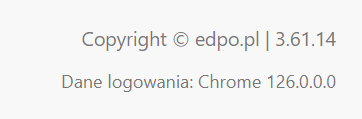 Copyright © edpo.pl | 3.61.14
Dane logowania: Chrome 126.0.0.0